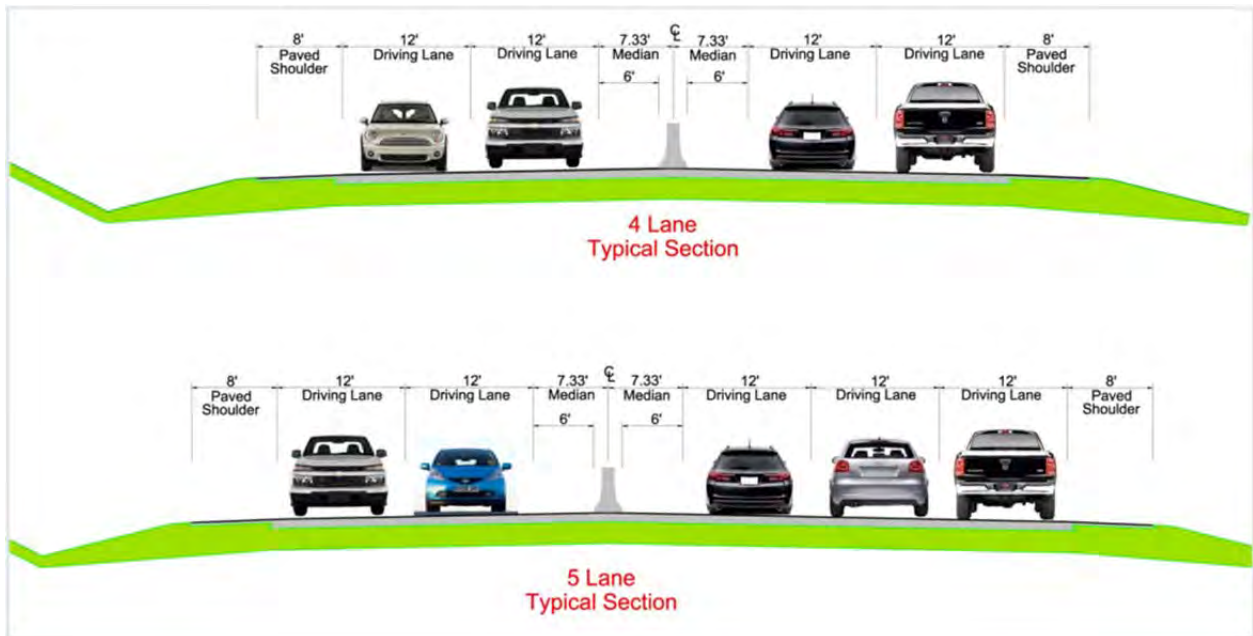 8' 12' 12' 7.33' ℄ 7.33' 12' 12' 8'
Paved Driving Lane Driving Lane Median Median Driving Lane Driving Lane Paved
Shoulder Shoulder
6' 6'
4 Lane
Typical Section
8' 12' 12' 7.33' ℄ 7.33' 12' 12' 12' 8'
Paved Driving Lane Driving Lane Median Median Driving Lane Driving Lane Driving Lane Paved
Shoulder Shoulder
6' 6'
5 Lane
Typical Section